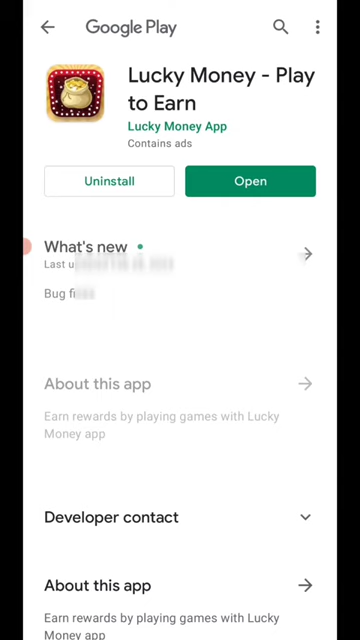 Google Play
Lucky Money - Play
to Earn
Lucky Money App
Contains ads
Uninstall
Open
What's new
Last
Bug
About this app
Earn rewards by playing games with Lucky
Money app
Developer contact
About this app
Earn rewards by playing games with Lucky
Money app